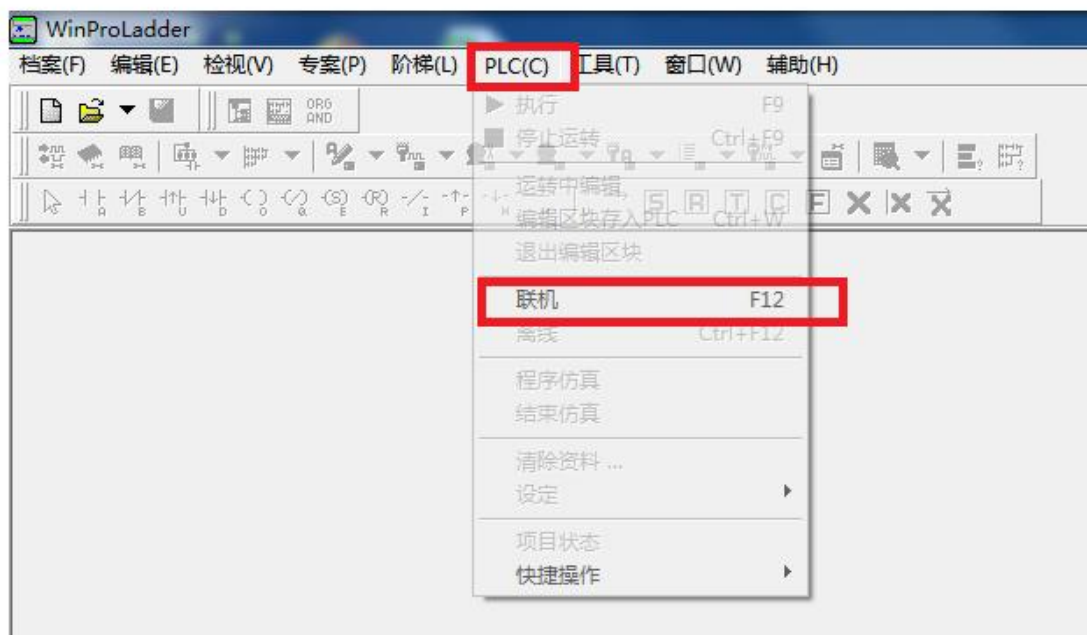 WinProLadder
档案(F) 编辑(E) 检视(V) 专案(P) 阶梯(L) PLC(C) 工具(T) 窗口(W) 辅助(H)
ORG
AND
执行 F9
停止运转 Ctrl+F9
运转中编辑
编辑区块存入PLC Ctrl+W
退出编辑区块
A B U D O Q E R I P H S R T C F
联机 F12
离线 Ctrl+F12
程序仿真
结束仿真
清除资料 ...
设定
项目状态
快捷操作